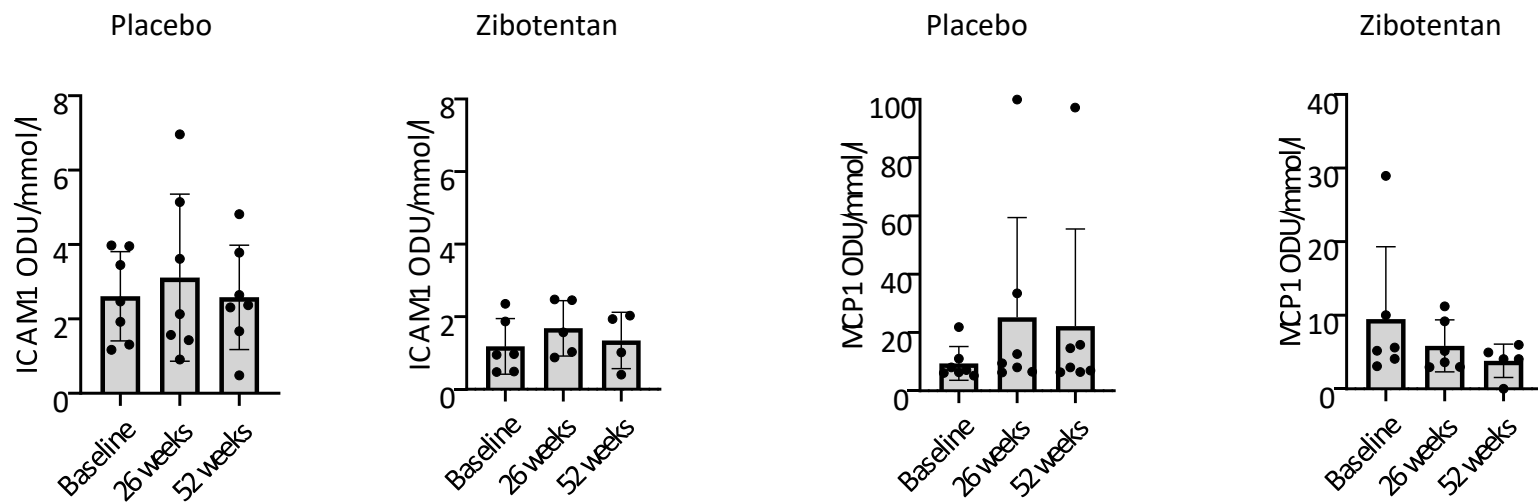 Placebo
Zibotentan
Placebo
Zibotentan
ICAM1 ODU/mmol/l
8
6
4
2
0
Baseline
26 weeks
52 weeks
ICAM1 ODU/mmol/l
8
6
4
2
0
Baseline
26 weeks
52 weeks
MCP1 ODU/mmol/l
100
80
60
40
20
0
Baseline
26 weeks
52 weeks
MCP1 ODU/mmol/l
40
30
20
10
0
Baseline
26 weeks
52 weeks